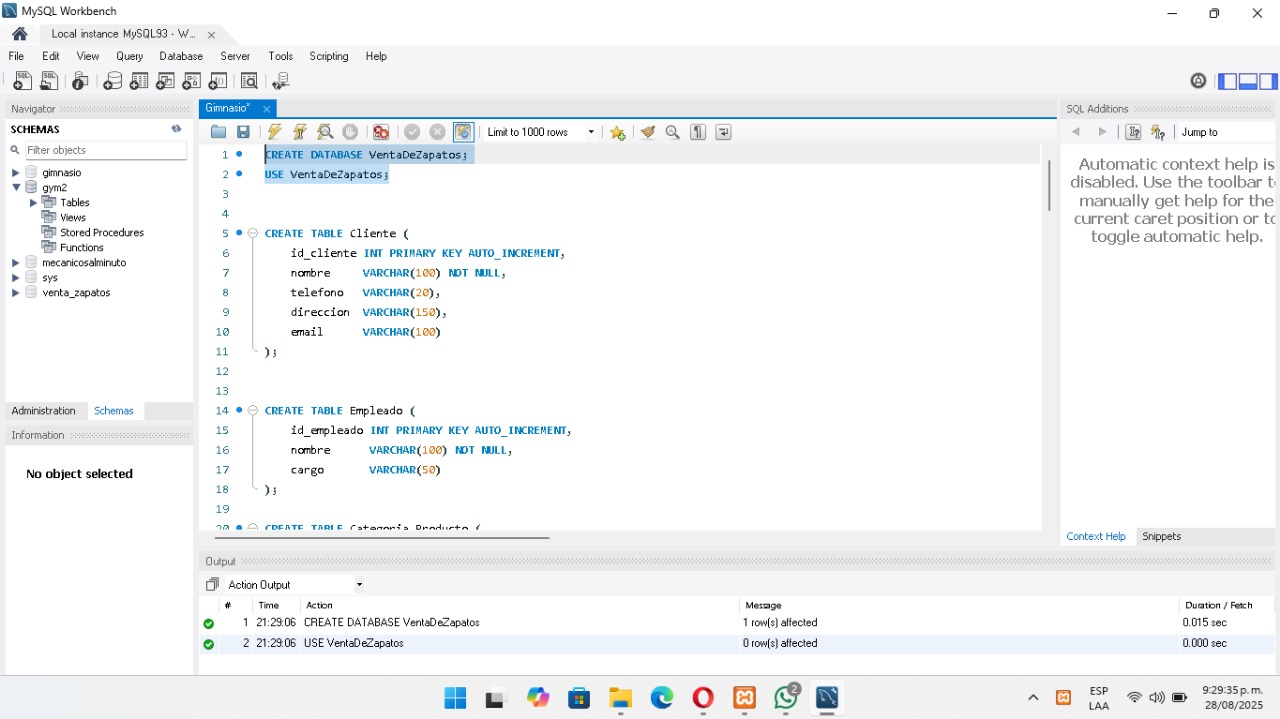 MySQL Workbench
Local instance MySQL93 - W...
File Edit View Query Database Server Tools Scripting Help
Navigator
SCHEMAS
Filter objects
gimnasio
gym2
Tables
Views
Stored Procedures
Functions
mecanicosalminuto
sys
venta_zapatos
Administration Schemas
Information
No object selected
Gimnasio*
Limit to 1000 rows
1 CREATE DATABASE VentaDeZapatos;
2 USE VentaDeZapatos;
3
4
5 CREATE TABLE Cliente (
6 id_cliente INT PRIMARY KEY AUTO_INCREMENT,
7 nombre VARCHAR(100) NOT NULL,
8 telefono VARCHAR(20),
9 direccion VARCHAR(150),
10 email VARCHAR(100)
11 );
12
13
14 CREATE TABLE Empleado (
15 id_empleado INT PRIMARY KEY AUTO_INCREMENT,
16 nombre VARCHAR(100) NOT NULL,
17 cargo VARCHAR(50)
18 );
19
20 CREATE TABLE Categoria_Producto (
SQL Additions
Jump to
Automatic context help is
disabled. Use the toolbar to
manually get help for the
current caret position or to
toggle automatic help.
Context Help Snippets
Output
Action Output
# Time Action Message Duration / Fetch
1 21:29:06 CREATE DATABASE VentaDeZapatos 1 row(s) affected 0.015 sec
2 21:29:06 USE VentaDeZapatos 0 row(s) affected 0.000 sec
2
ESP
LAA
9:29:35 p. m.
28/08/2025